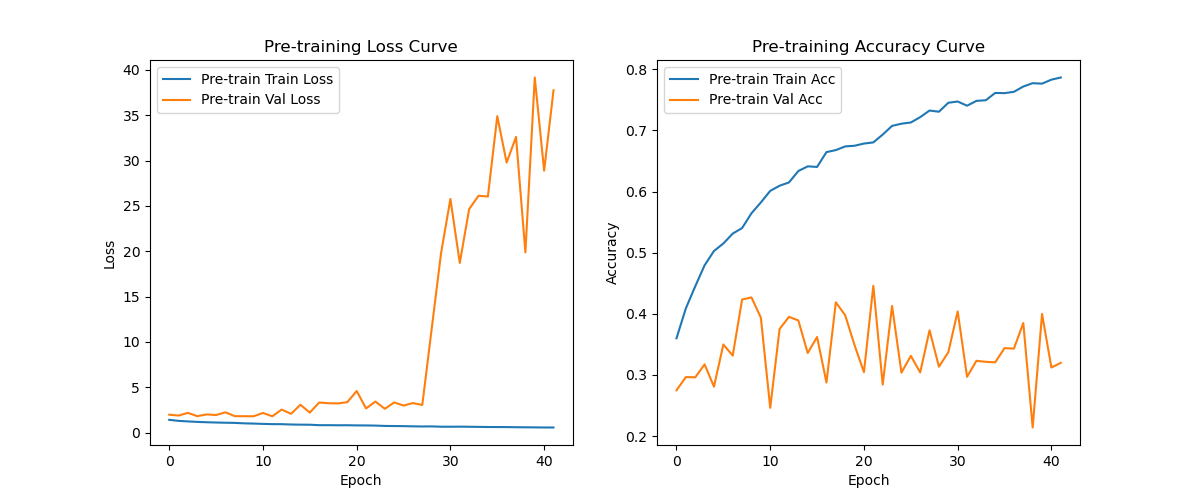 Pre-training Loss Curve
Pre-train Train Loss
Pre-train Val Loss
40
35
30
25
20
15
10
5
0
Loss
0
10
20
30
40
Epoch
Pre-training Accuracy Curve
Pre-train Train Acc
Pre-train Val Acc
0.8
0.7
0.6
0.5
0.4
0.3
0.2
Accuracy
0
10
20
30
40
Epoch